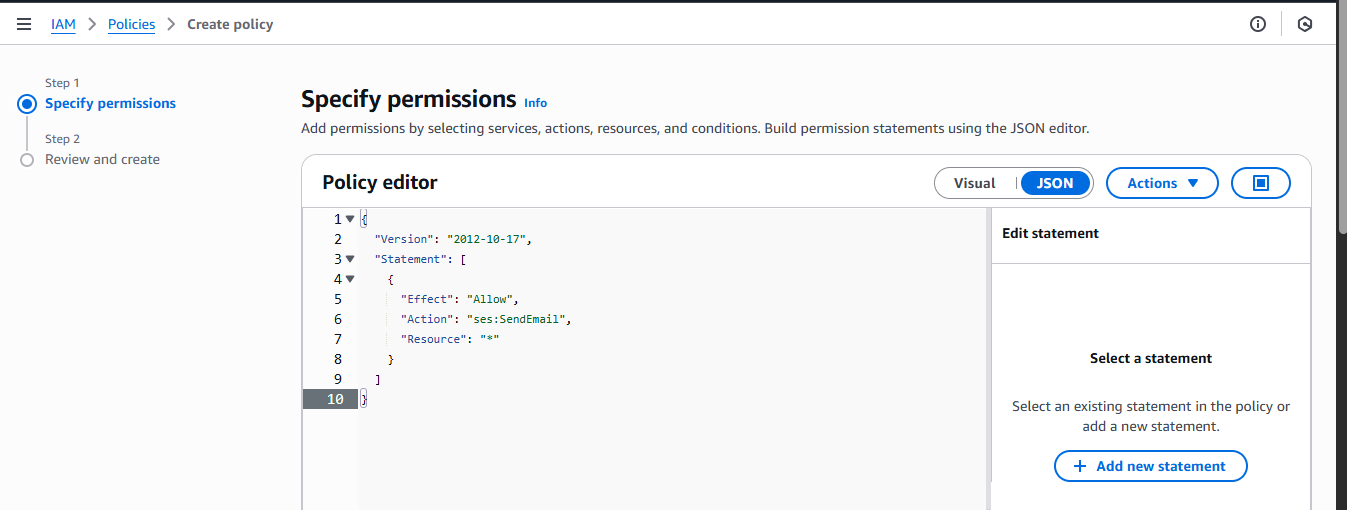 IAM > Policies > Create policy
Step 1
Specify permissions
Step 2
Review and create
Specify permissions Info
Add permissions by selecting services, actions, resources, and conditions. Build permission statements using the JSON editor.
Policy editor
Visual | JSON Actions
1 {
2 "Version": "2012-10-17",
3 "Statement": [
4 {
5 "Effect": "Allow",
6 "Action": "ses:SendEmail",
7 "Resource": "*"
8 }
9 ]
10 }
Edit statement
Select a statement
Select an existing statement in the policy or
add a new statement.
+ Add new statement